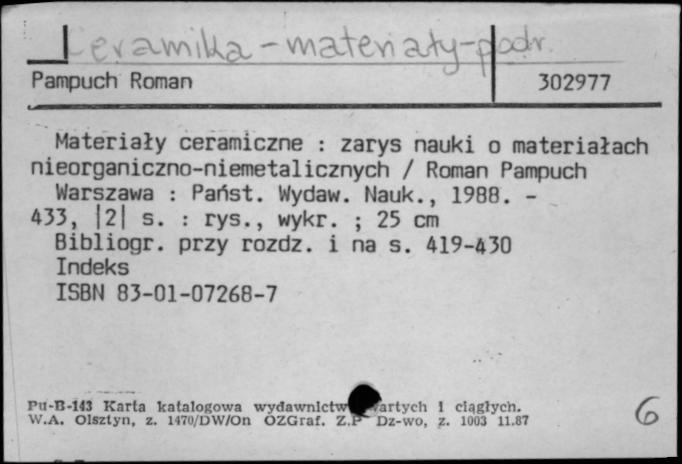 Ceramika - materiały - podr.
Pampuch Roman 302977
Materiały ceramiczne : zarys nauki o materiałach
nieorganiczno-niemetalicznych / Roman Pampuch
Warszawa : Państ. Wydaw. Nauk., 1988. -
433, |2| s. : rys., wykr. ; 25 cm
Bibliogr. przy rozdz. i na s. 419-430
Indeks
ISBN 83-01-07268-7
Pu-B-143 Karta katalogowa wydawnictw wartych i ciągłych. 6
W.A. Olsztyn, z. 1470/DW/On OZGraf. Z.P Dz-wo, z. 1003 11.87